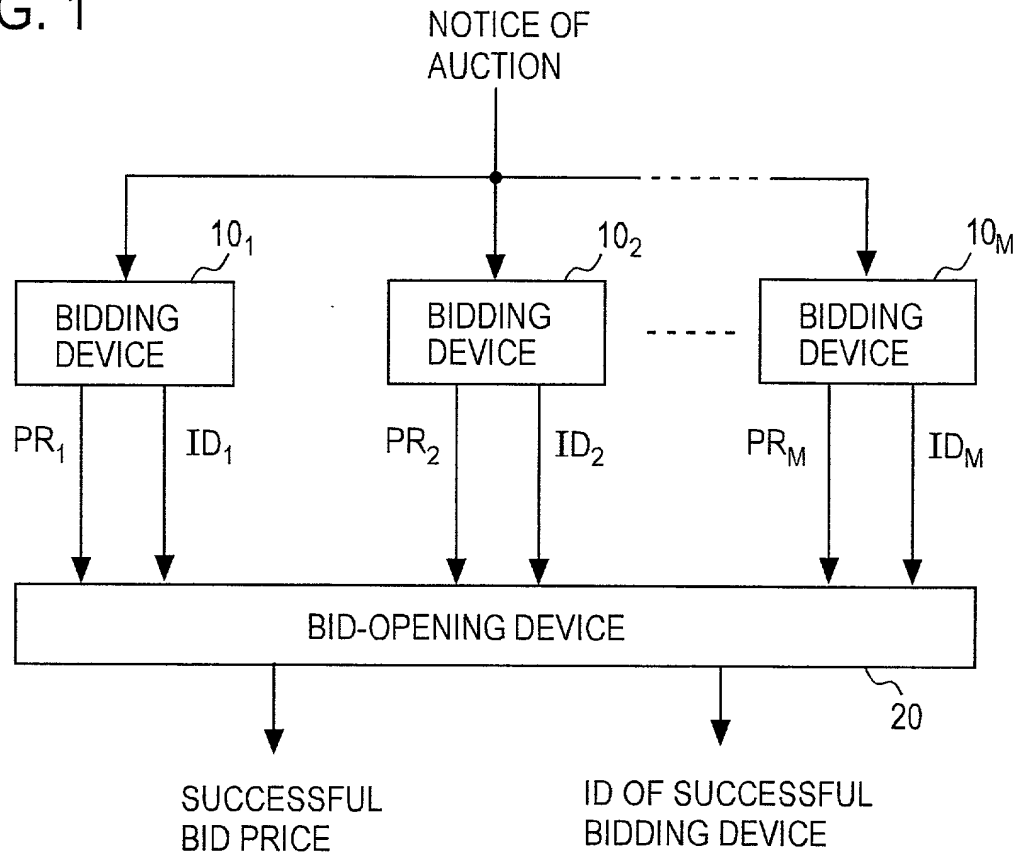 G. 1
NOTICE OF
AUCTION
10₁
10₂
10M
BIDDING
DEVICE
BIDDING
DEVICE
BIDDING
DEVICE
PR₁
ID₁
PR₂
ID₂
PRM
IDM
BID-OPENING DEVICE
20
SUCCESSFUL
BID PRICE
ID OF SUCCESSFUL
BIDDING DEVICE